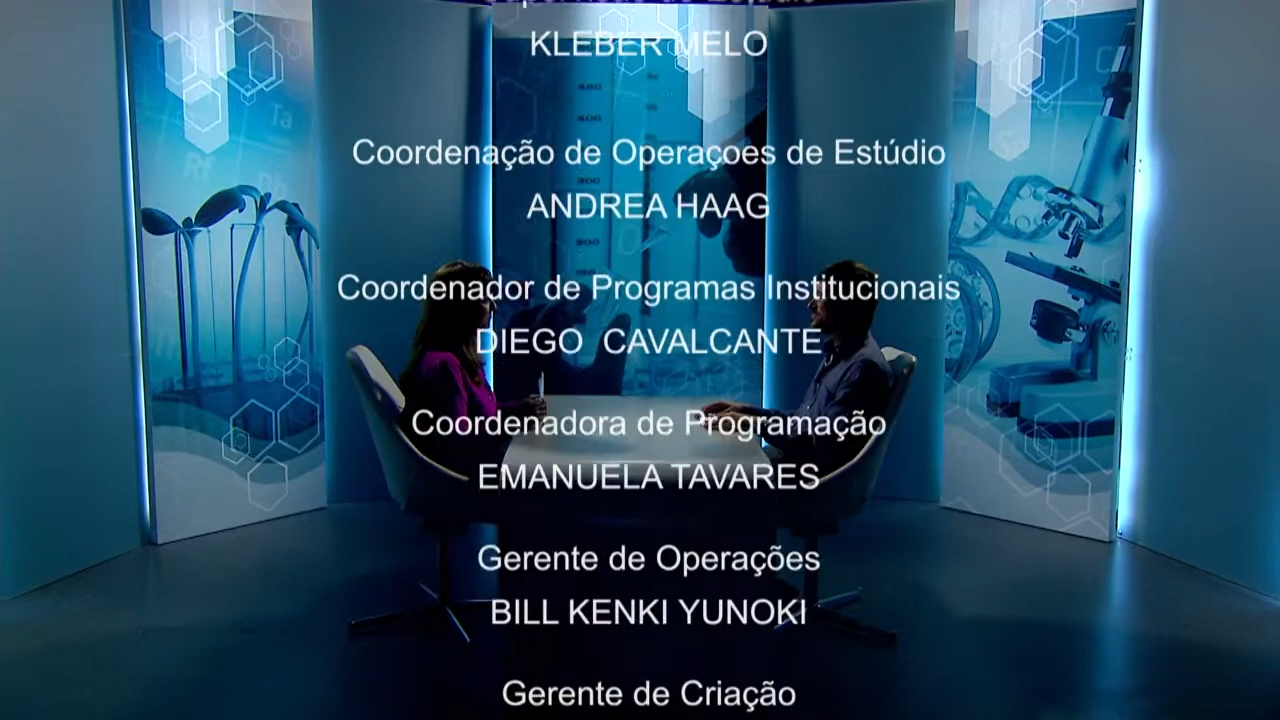 KLEBER MELO
Coordenação de Operaçoes de Estúdio
ANDREA HAAG
Coordenador de Programas Institucionais
DIEGO CAVALCANTE
Coordenadora de Programação
EMANUELA TAVARES
Gerente de Operações
BILL KENKI YUNOKI
Gerente de Criação